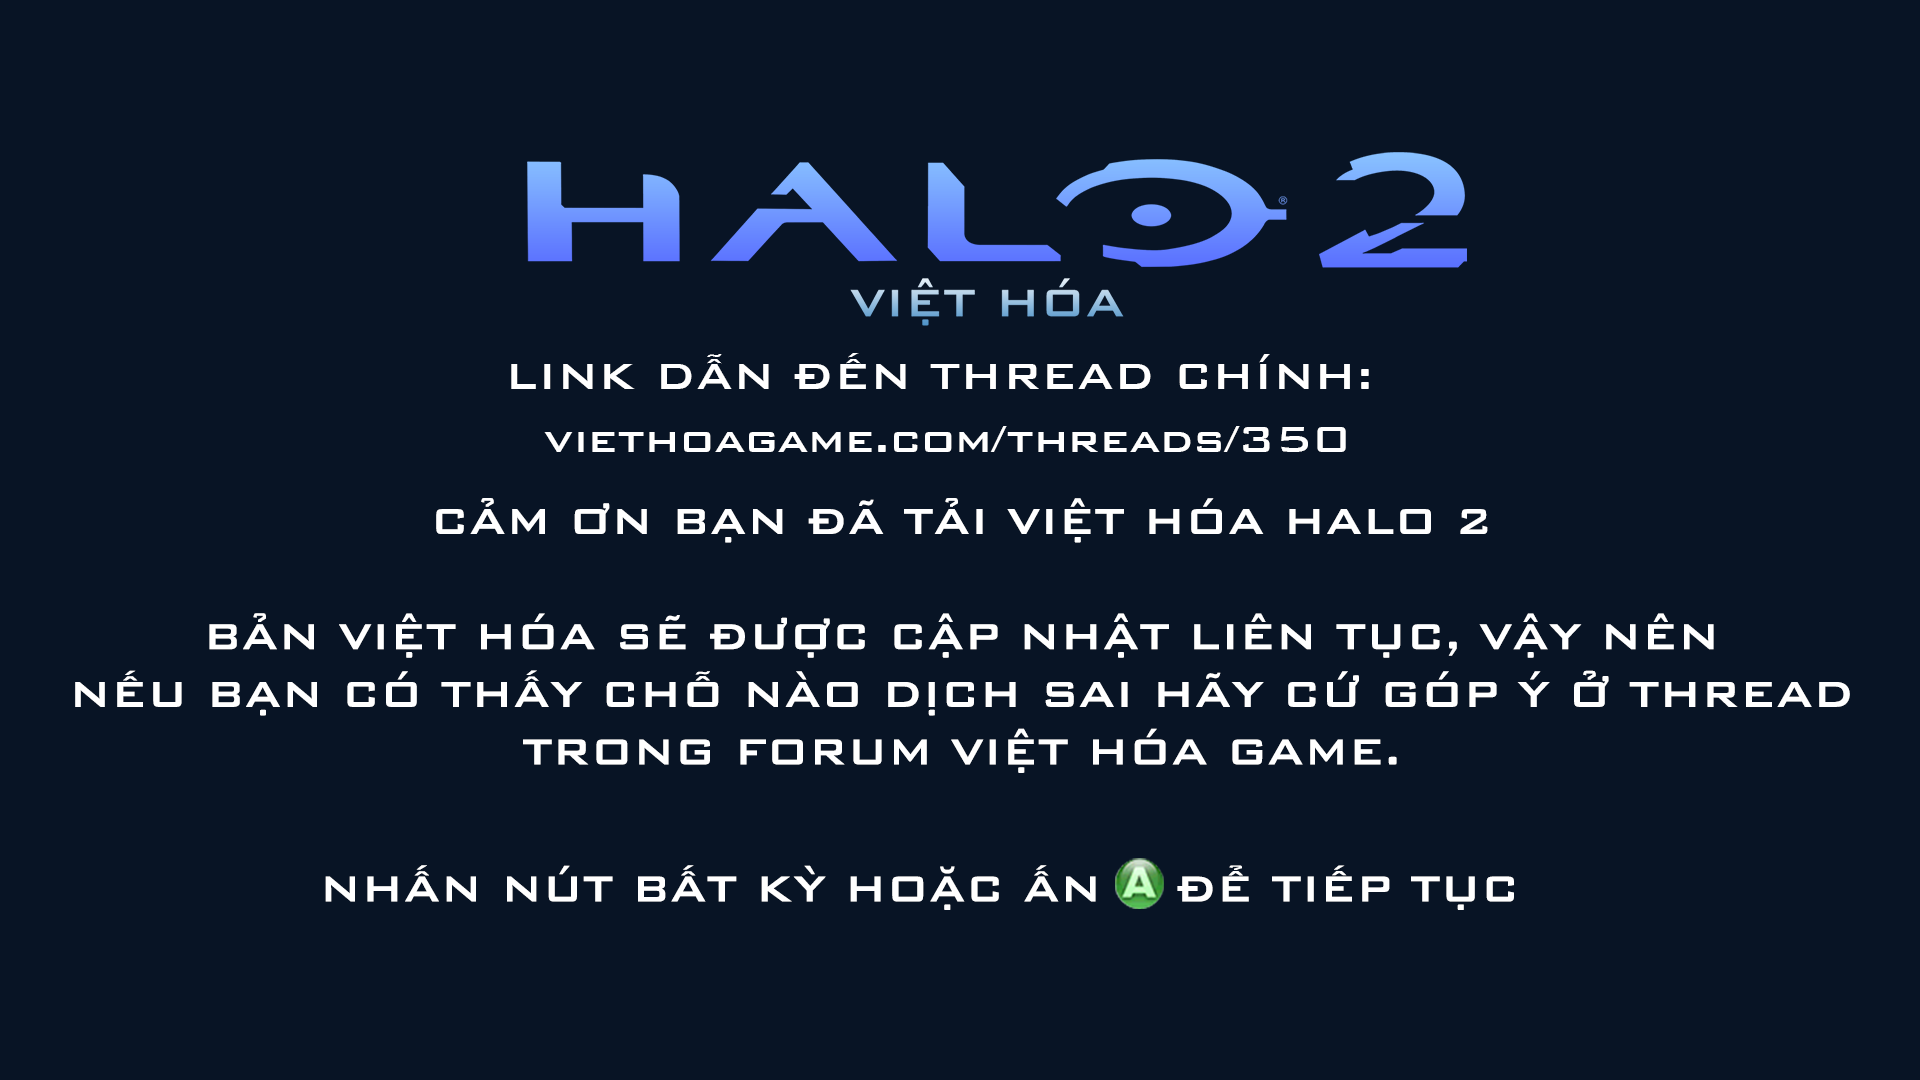 HALO® 2
VIỆT HÓA
LINK DẪN ĐẾN THREAD CHÍNH:
VIETHOAGAME.COM/THREADS/350
CẢM ƠN BẠN ĐÃ TẢI VIỆT HÓA HALO 2
BẢN VIỆT HÓA SẼ ĐƯỢC CẬP NHẬT LIÊN TỤC, VẬY NÊN
NẾU BẠN CÓ THẤY CHỖ NÀO DỊCH SAI HÃY CỨ GÓP Ý Ở THREAD
TRONG FORUM VIỆT HÓA GAME.
NHẤN NÚT BẤT KỲ HOẶC ẤN A ĐỂ TIẾP TỤC